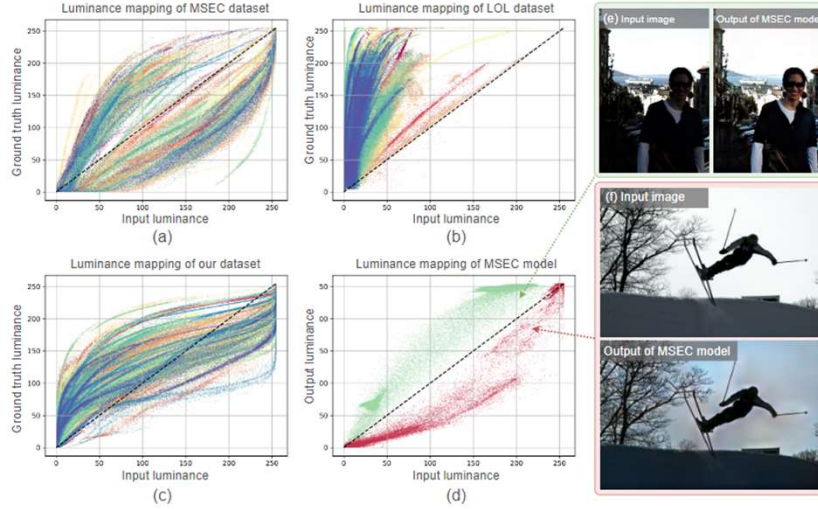 Luminance mapping of MSEC dataset
Ground truth luminance
250
200
150
100
50
0
0 50 100 150 200 250
Input luminance
(a)
Luminance mapping of LOL dataset
Ground truth luminance
250
200
150
100
50
0
0 50 100 150 200 250
Input luminance
(b)
(e) Input image
Output of MSEC model
Luminance mapping of our dataset
Ground truth luminance
250
200
150
100
50
0
0 50 100 150 200 250
Input luminance
(c)
Luminance mapping of MSEC model
Output luminance
50
200
150
100
50
0
0 50 100 150 200 250
Input luminance
(d)
(f) Input image
Output of MSEC model